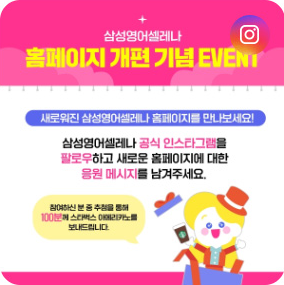 삼성영어셀레나
홈페이지 개편 기념 EVENT
새로워진 삼성영어셀레나 홈페이지를 만나보세요!
삼성영어셀레나 공식 인스타그램을
팔로우하고 새로운 홈페이지에 대한
응원 메시지를 남겨주세요.
참여하신 분 중 추첨을 통해
100분께 스타벅스 아메리카노를
보내드립니다.